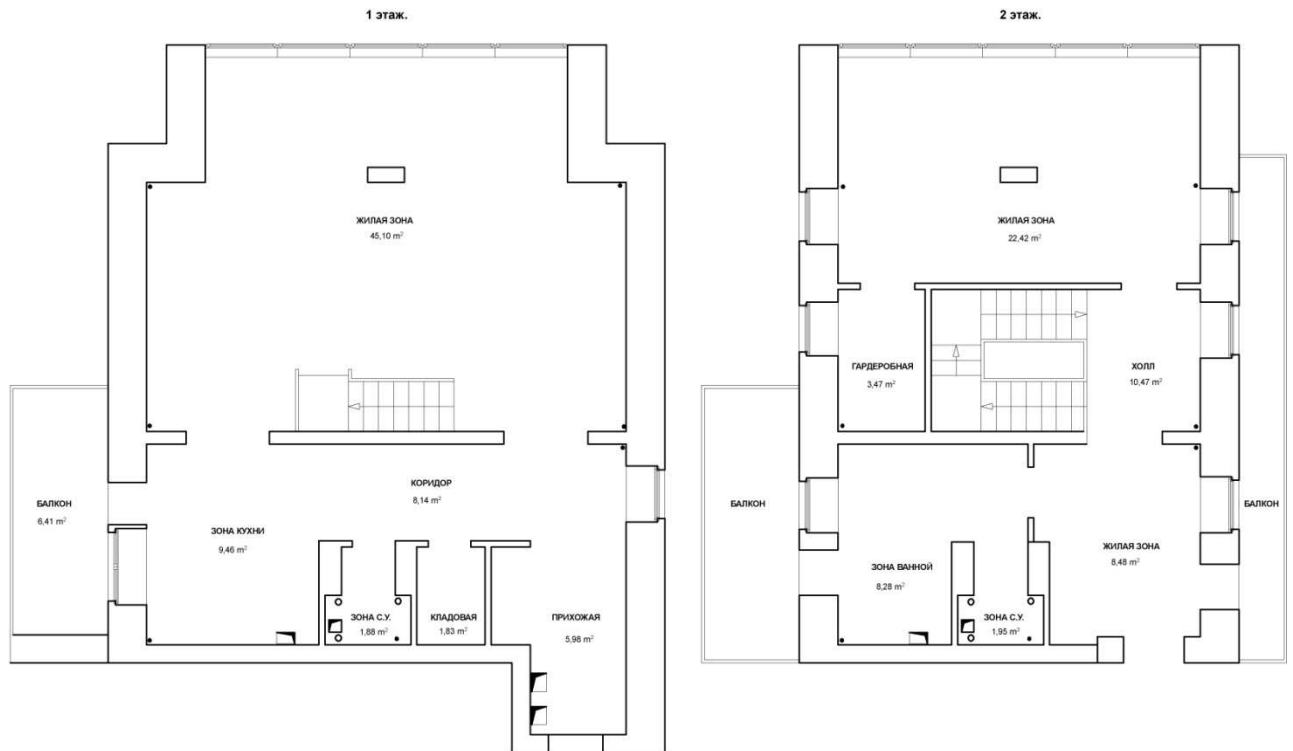 1 этаж.
ЖИЛАЯ ЗОНА
45,10 m²
БАЛКОН
6,41 m²
КОРИДОР
8,14 m²
ЗОНА КУХНИ
9,46 m²
ЗОНА С.У.
1,88 m²
КЛАДОВАЯ
1,83 m²
ПРИХОЖАЯ
5,98 m²
2 этаж.
ЖИЛАЯ ЗОНА
22,42 m²
ГАРДЕРОБНАЯ
3,47 m²
ХОЛЛ
10,47 m²
БАЛКОН
БАЛКОН
ЖИЛАЯ ЗОНА
8,48 m²
ЗОНА ВАННОЙ
8,28 m²
ЗОНА С.У.
1,95 m²